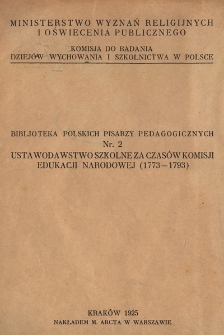 MINISTERSTWO WYZNAŃ RELIGIJNYCH
I OŚWIECENIA PUBLICZNEGO
KOMISJA DO BADANIA
DZIEJÓW WYCHOWANIA I SZKOLNICTWA W POLSCE
BIBLJOTEKA POLSKICH PISARZY PEDAGOGICZNYCH
Nr. 2
USTAWODAWSTWO SZKOLNE ZA CZASÓW KOMISJI
EDUKACJI NARODOWEJ (1773—1793)
KRAKÓW 1925
NAKŁADEM M. ARCTA W WARSZAWIE